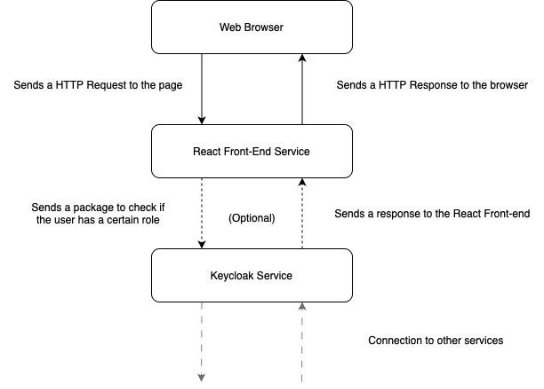 Web Browser
Sends a HTTP Request to the page
Sends a HTTP Response to the browser
React Front-End Service
Sends a package to check if
the user has a certain role
(Optional)
Sends a response to the React Front-end
Keycloak Service
Connection to other services